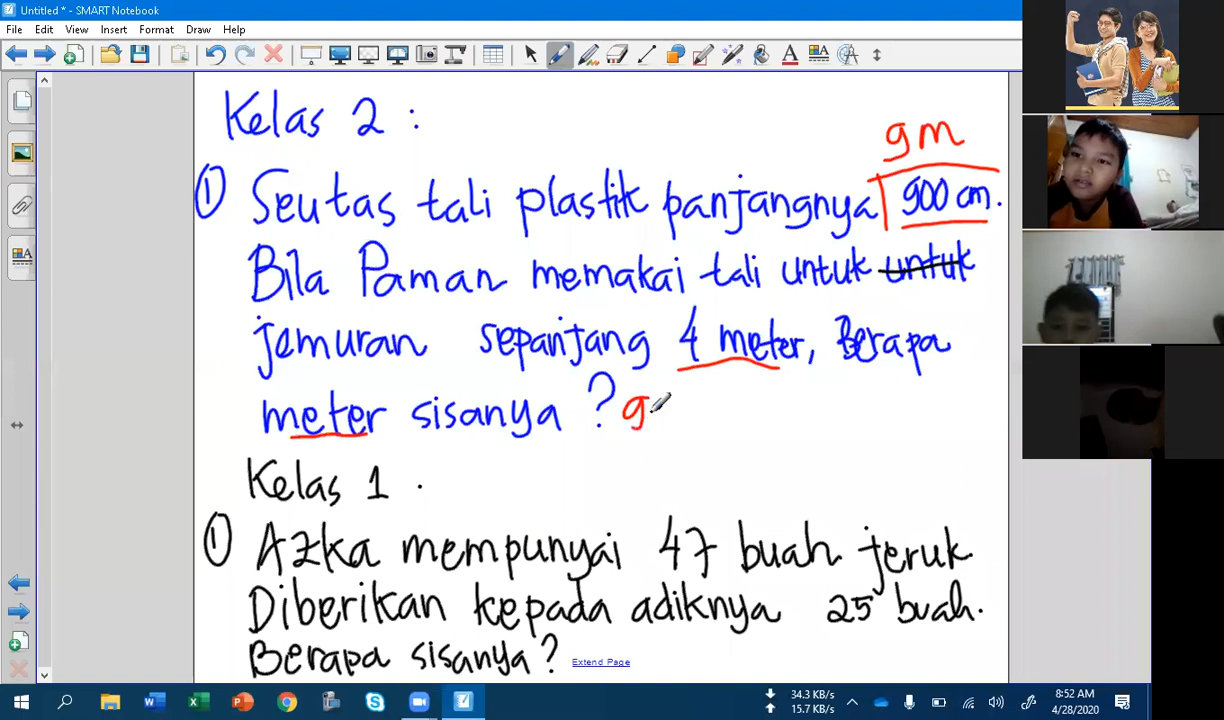 Untitled * - SMART Notebook
File Edit View Insert Format Draw Help
Kelas 2 :
9 m
① Seutas tali plastik panjangnya 900 cm.
Bila Paman memakai tali untuk untuk
jemuran sepanjang 4 meter, Berapa
meter sisanya ? 9
Kelas 1 .
① Azka mempunyai 47 buah jeruk
Diberikan kepada adiknya 25 buah.
Berapa sisanya?
Extend Page
34.3 KB/s
15.7 KB/s
8:52 AM
4/28/2020